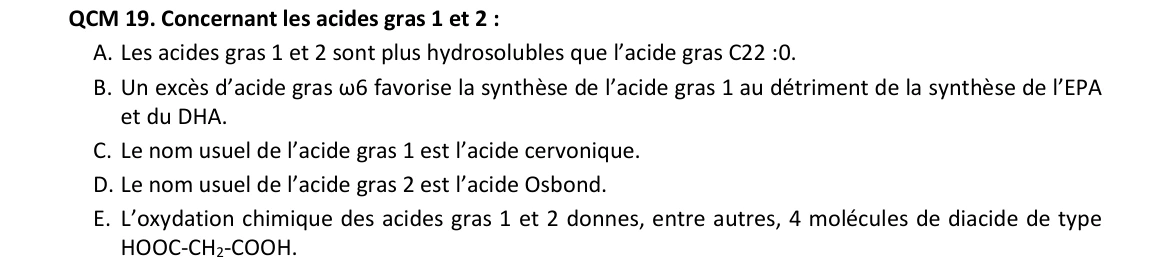 QCM 19. Concernant les acides gras 1 et 2 :
A. Les acides gras 1 et 2 sont plus hydrosolubles que l’acide gras C22 :0.
B. Un excès d’acide gras ω6 favorise la synthèse de l’acide gras 1 au détriment de la synthèse de l’EPA
et du DHA.
C. Le nom usuel de l’acide gras 1 est l’acide cervonique.
D. Le nom usuel de l’acide gras 2 est l’acide Osbond.
E. L’oxydation chimique des acides gras 1 et 2 donnes, entre autres, 4 molécules de diacide de type
HOOC-CH₂-COOH.